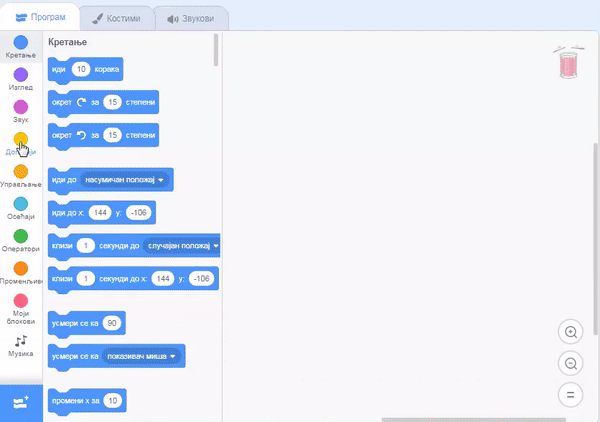 Програм
Костими
Звукови
Кретање
Изглед
Звук
Управљање
Осећаји
Оператори
Променљиве
Моји
блокови
Музика
Кретање
иди 10 корака
окрет за 15 степени
окрет за 15 степени
иди до насумичан положај
иди до x: 144 y: -106
клизи 1 секунди до случајан положај
клизи 1 секунди до x: 144 y: -106
усмери се ка 90
усмери се ка показивач миша
промени x за 10